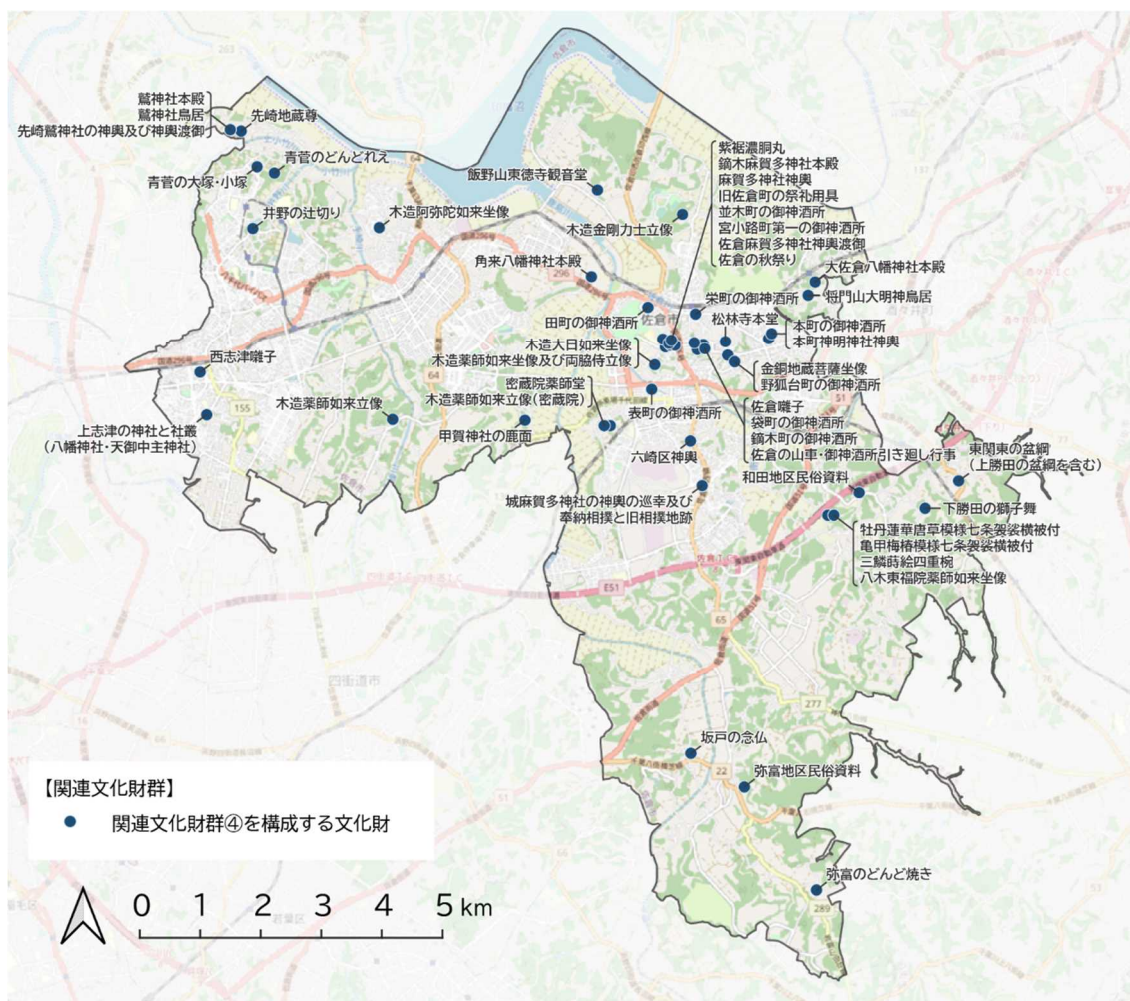 鷲神社本殿
鷲神社鳥居
先崎鷲神社の神輿及び神輿渡御
先崎地蔵尊
青菅のどんどれえ
青菅の大塚・小塚
井野の辻切り
木造阿弥陀如来坐像
飯野山東徳寺観音堂
木造金剛力士立像
角来八幡神社本殿
紫裾濃胴丸
鏑木麻賀多神社本殿
麻賀多神社神輿
旧佐倉町の祭礼用具
並木町の御神酒所
宮小路町第一の御神酒所
佐倉麻賀多神社神輿渡御
佐倉の秋祭り
大佐倉八幡神社本殿
将門山大明神鳥居
栄町の御神酒所
田町の御神酒所
佐倉市
松林寺本堂
本町の御神酒所
本町神明神社神輿
木造大日如来坐像
木造薬師如来坐像及び両脇侍立像
金銅地蔵菩薩坐像
野狐台町の御神酒所
西志津囃子
木造薬師如来立像
密蔵院薬師堂
木造薬師如来立像(密蔵院)
表町の御神酒所
佐倉囃子
袋町の御神酒所
鏑木町の御神酒所
佐倉の山車・御神酒所引き廻し行事
上志津の神社と社叢
(八幡神社・天御中主神社)
甲賀神社の鹿面
六崎区神輿
東関東の盆綱
(上勝田の盆綱を含む)
和田地区民俗資料
城麻賀多神社の神輿の巡幸及び
奉納相撲と旧相撲地跡
下勝田の獅子舞
牡丹蓮華唐草模様七条袈裟横被付
亀甲梅椿模様七条袈裟横被付
三鱗蒔絵四重椀
八木東福院薬師如来坐像
四街道市
坂戸の念仏
弥富地区民俗資料
弥富のどんど焼き
263
64
296
155
64
51
E51
65
277
22
289
若葉区
【関連文化財群】
関連文化財群④を構成する文化財
0 1 2 3 4 5 km